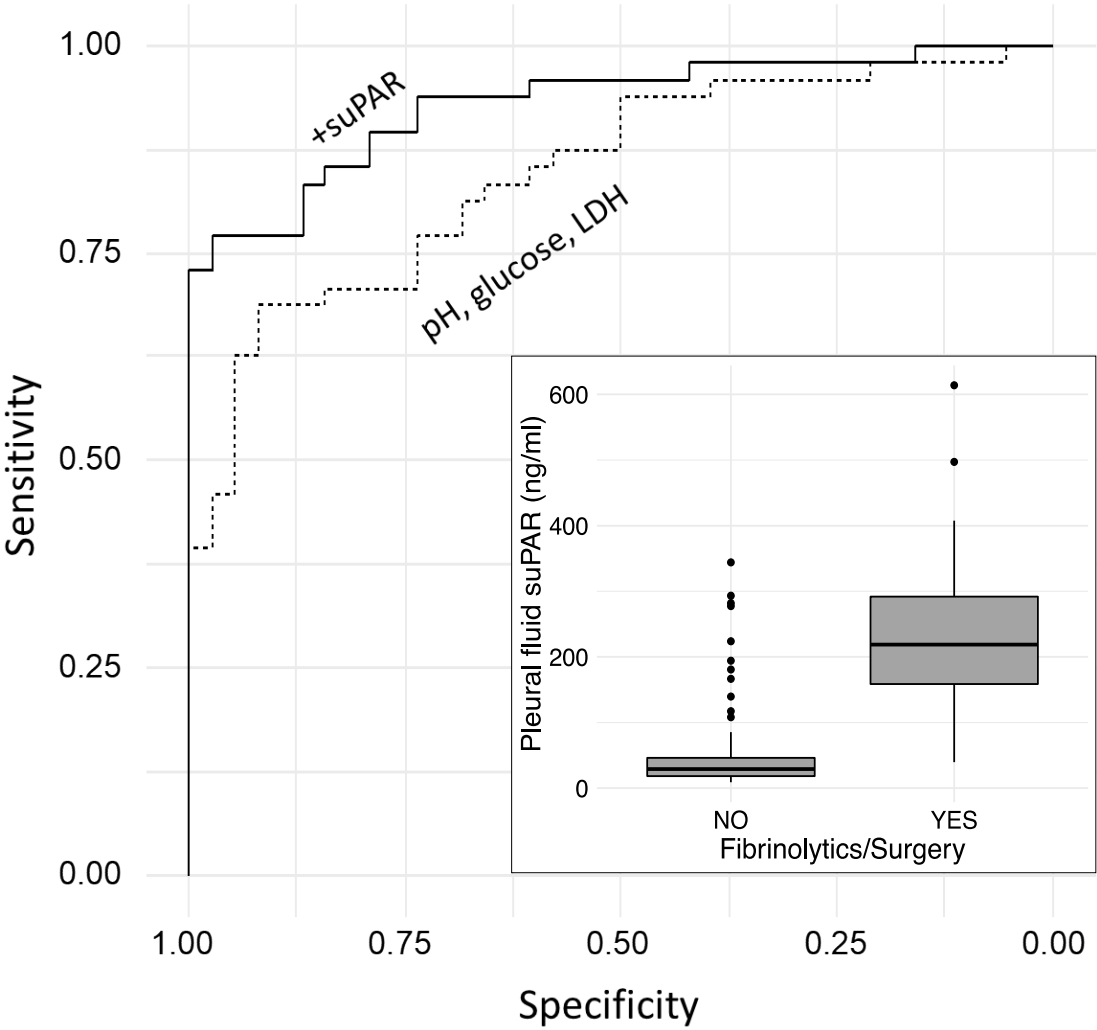 1.00
0.75
0.50
0.25
0.00
Sensitivity
+suPAR
pH, glucose, LDH
600
400
200
0
Pleural fluid suPAR (ng/ml)
NO YES
Fibrinolytics/Surgery
1.00 0.75 0.50 0.25 0.00
Specificity